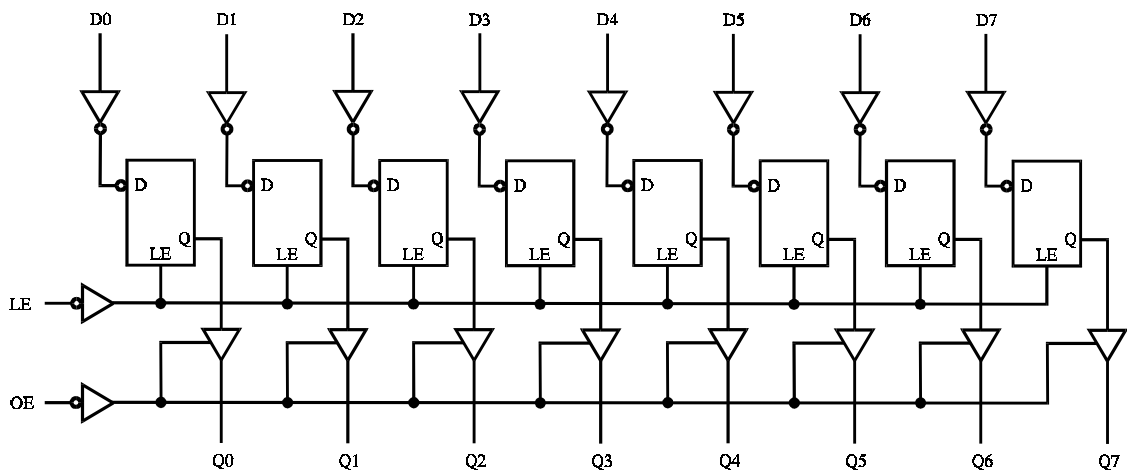 D0 D1 D2 D3 D4 D5 D6 D7
D D D D D D D D
Q Q Q Q Q Q Q Q
LE LE LE LE LE LE LE LE
LE
OE
Q0 Q1 Q2 Q3 Q4 Q5 Q6 Q7